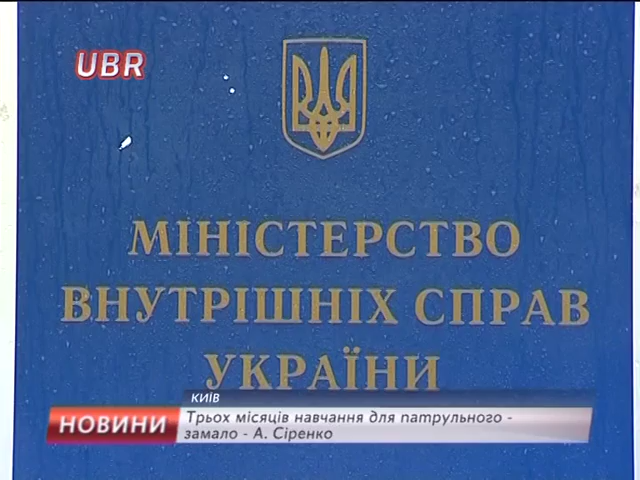 UBR
МІНІСТЕРСТВО
ВНУТРІШНІХ СПРАВ
УКРАЇНИ
КИЇВ
НОВИНИ
Трьох місяців навчання для патрульного -
замало - А. Сіренко